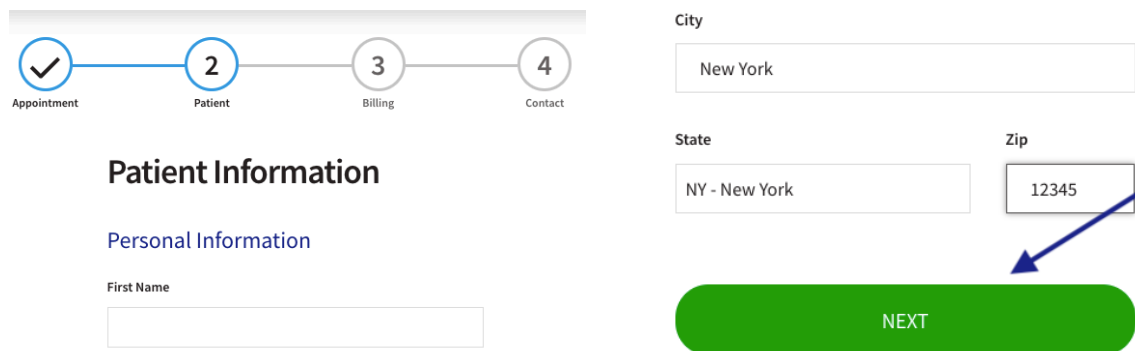 2 3 4
Appointment Patient Billing Contact
Patient Information
Personal Information
First Name
City
New York
State Zip
NY - New York 12345
NEXT